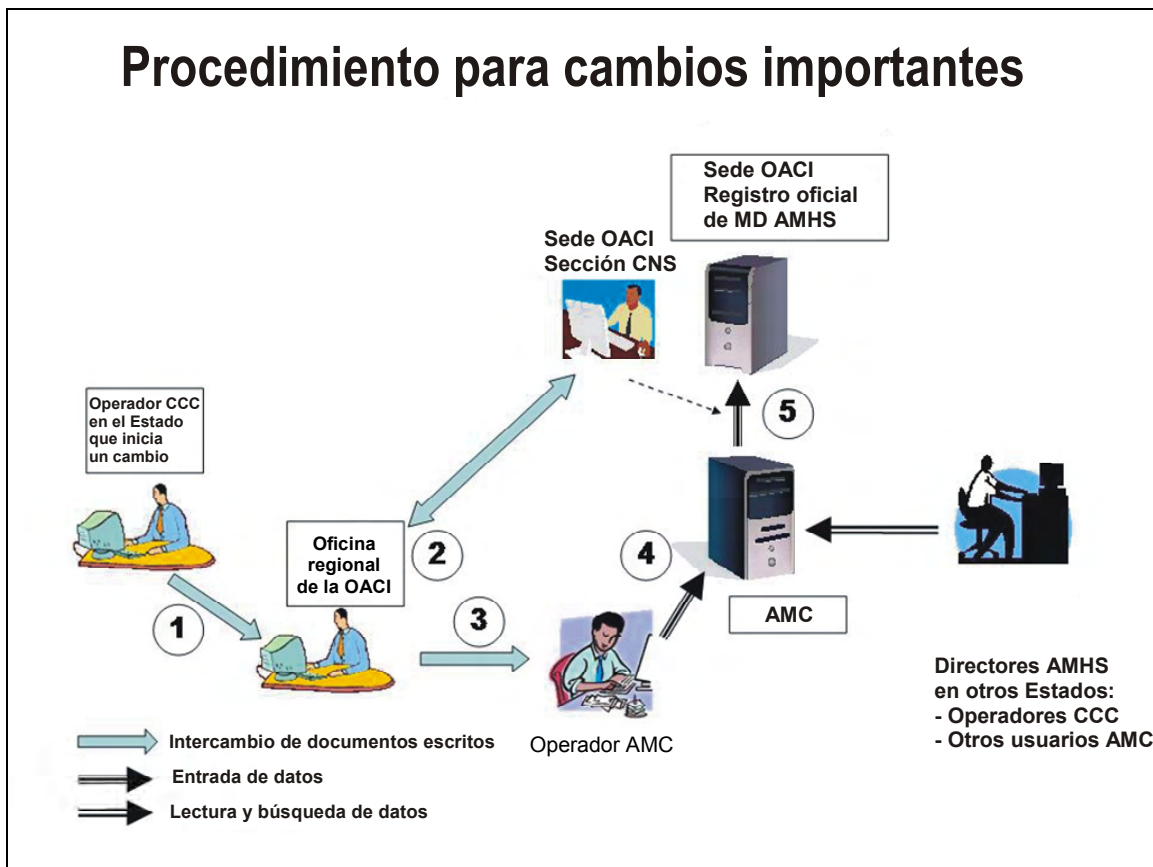 Procedimiento para cambios importantes
Sede OACI
Registro oficial
de MD AMHS
Sede OACI
Sección CNS
5
Operador CCC
en el Estado
que inicia
un cambio
Oficina
regional
de la OACI
2
4
1
3
AMC
Operador AMC
Directores AMHS
en otros Estados:
- Operadores CCC
- Otros usuarios AMC
Intercambio de documentos escritos
Entrada de datos
Lectura y búsqueda de datos